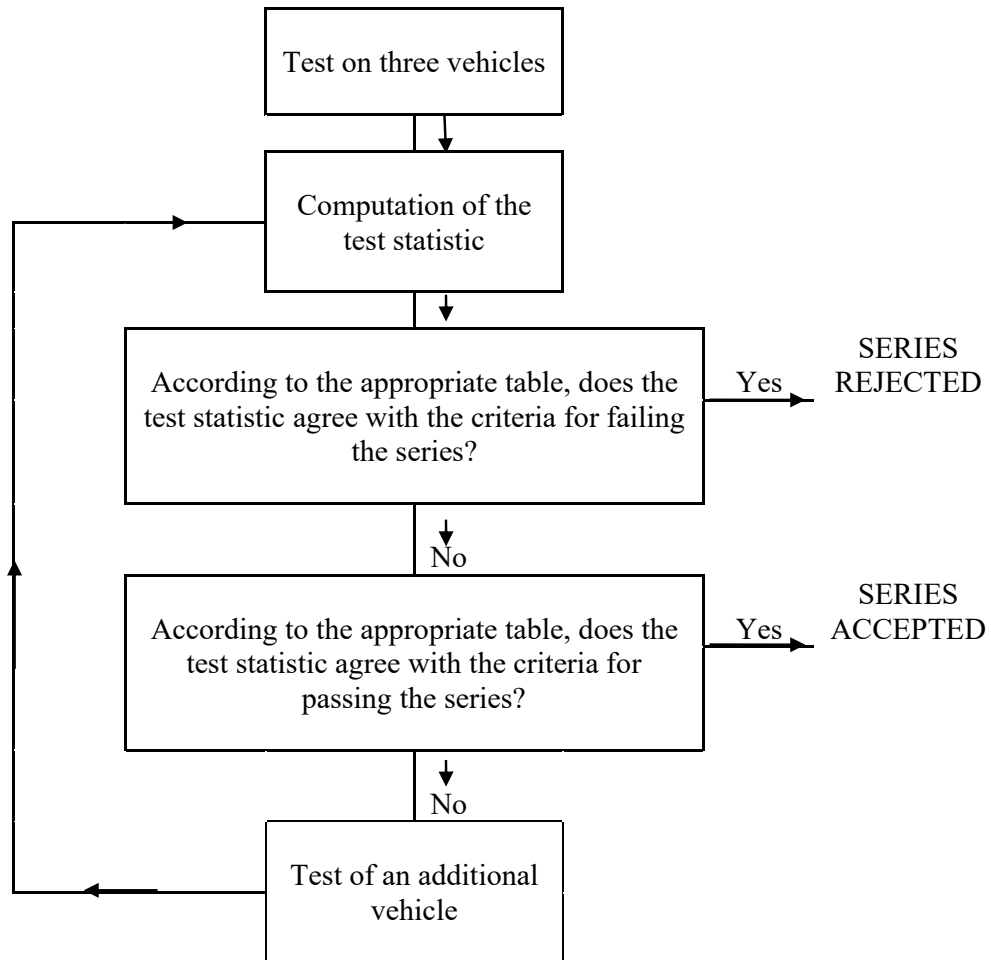 Test on three vehicles
Computation of the
test statistic
According to the appropriate table, does the
test statistic agree with the criteria for failing
the series?
Yes
SERIES
REJECTED
No
According to the appropriate table, does the
test statistic agree with the criteria for
passing the series?
Yes
SERIES
ACCEPTED
No
Test of an additional
vehicle